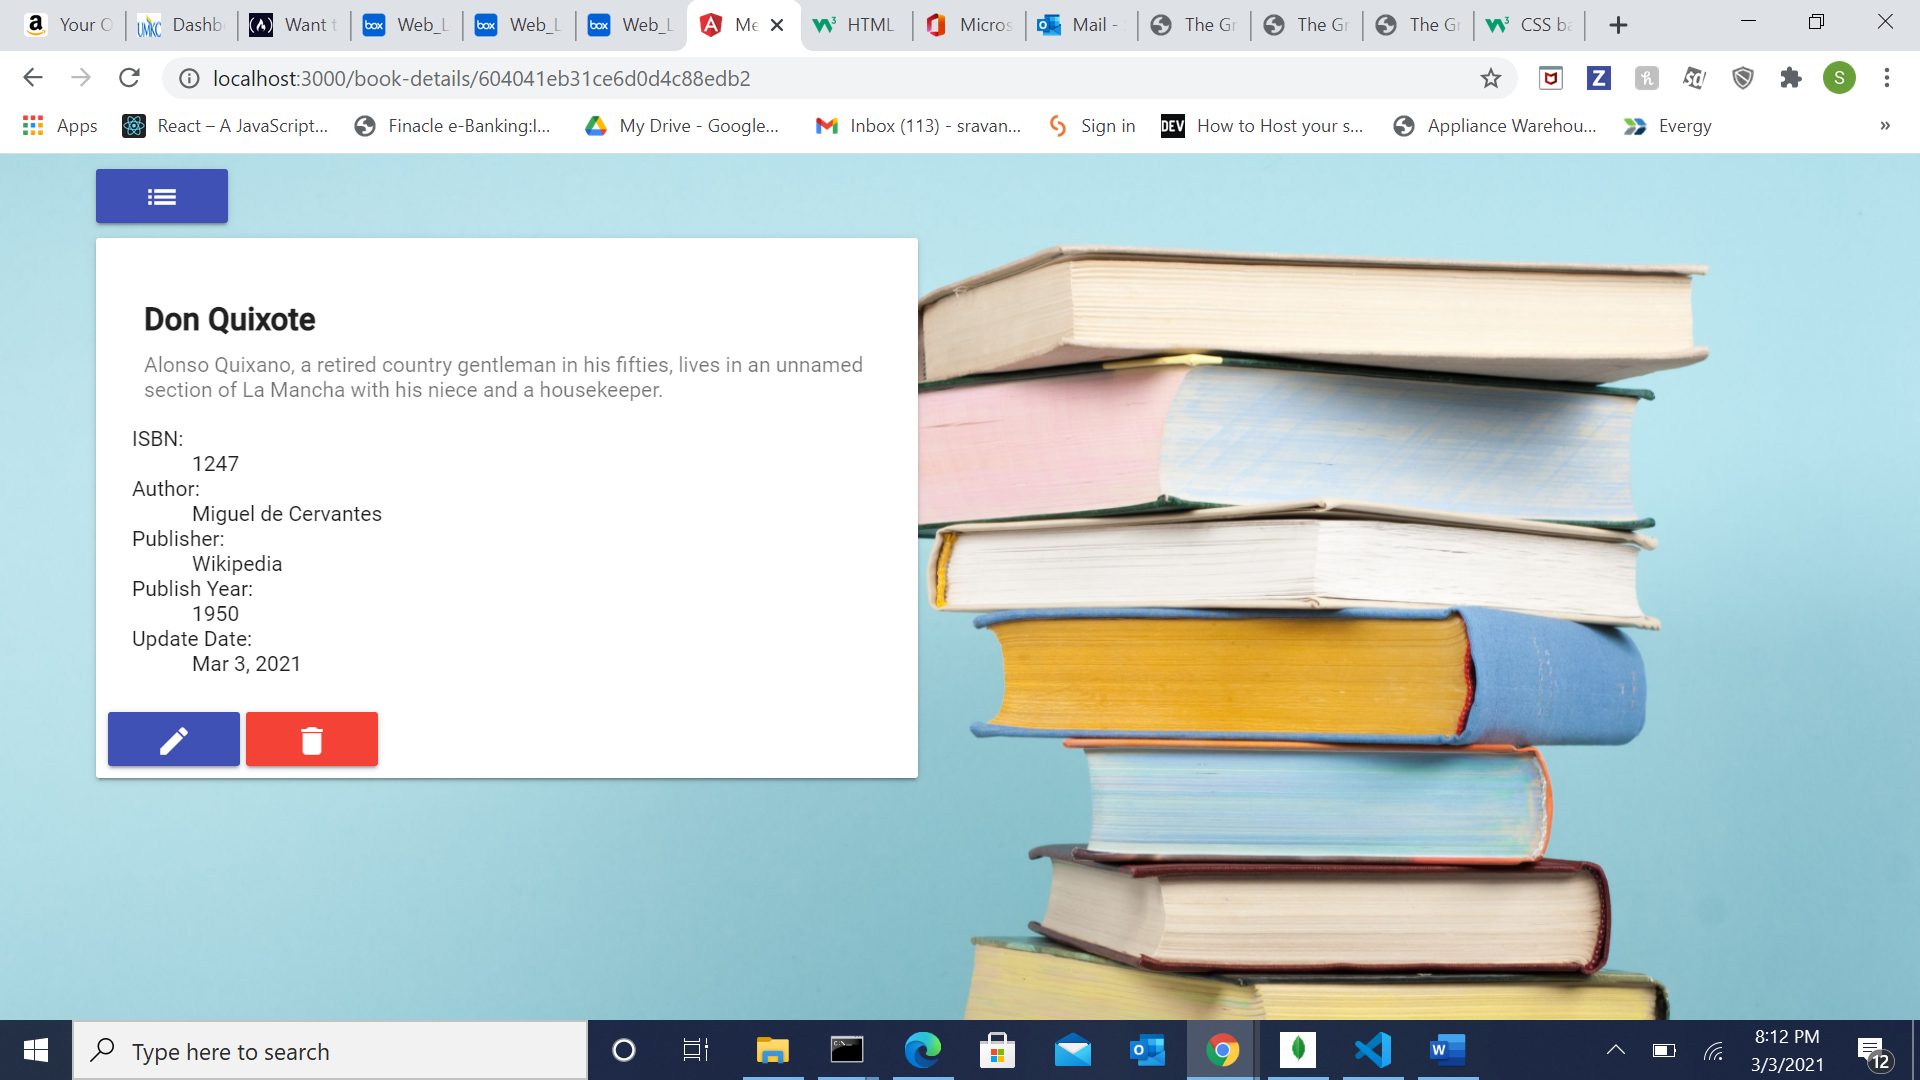 Your O
Dashb
Want t
Web_L
Web_L
Web_L
Me
HTML
Micros
Mail -
The Gr
The Gr
The Gr
CSS ba
localhost:3000/book-details/604041eb31ce6d0d4c88edb2
S
Apps
React – A JavaScript...
Finacle e-Banking:I...
My Drive - Google...
Inbox (113) - sravan...
Sign in
DEV
How to Host your s...
Appliance Warehou...
Evergy
»
Don Quixote
Alonso Quixano, a retired country gentleman in his fifties, lives in an unnamed
section of La Mancha with his niece and a housekeeper.
ISBN:
1247
Author:
Miguel de Cervantes
Publisher:
Wikipedia
Publish Year:
1950
Update Date:
Mar 3, 2021
Type here to search
8:12 PM
3/3/2021
12